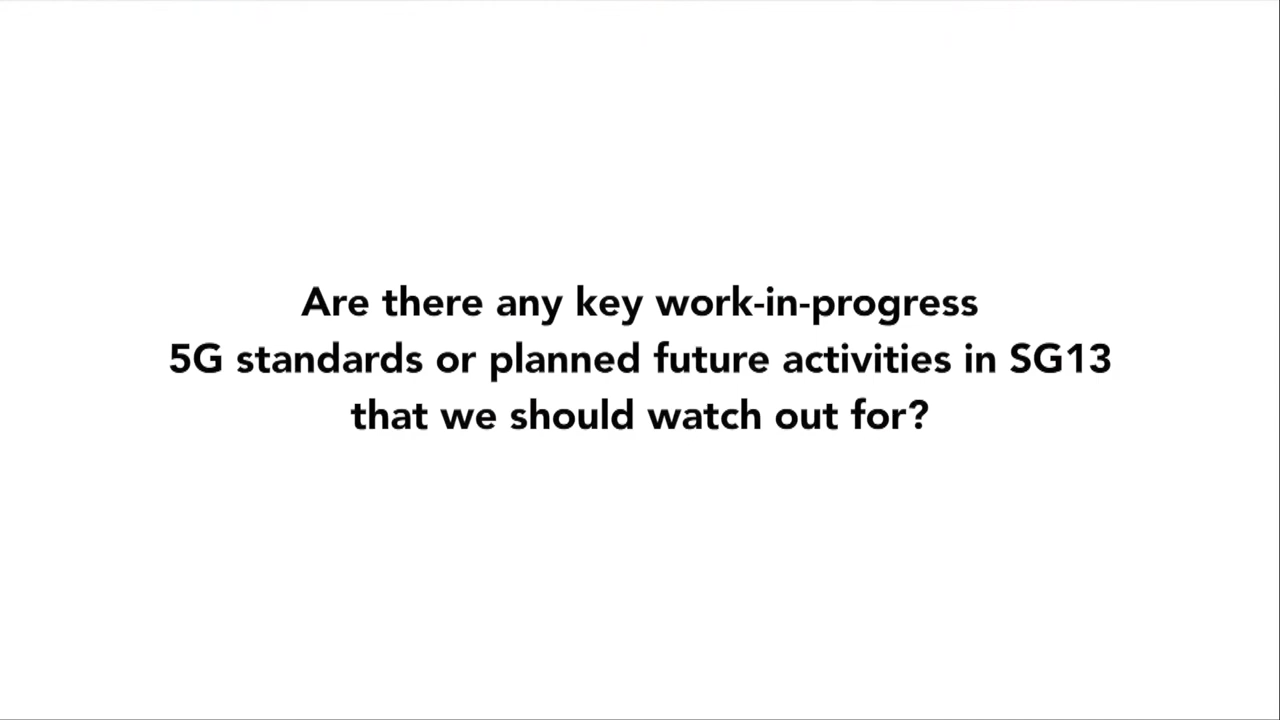 Are there any key work-in-progress
5G standards or planned future activities in SG13
that we should watch out for?